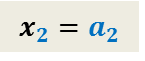 x₂ = a₂